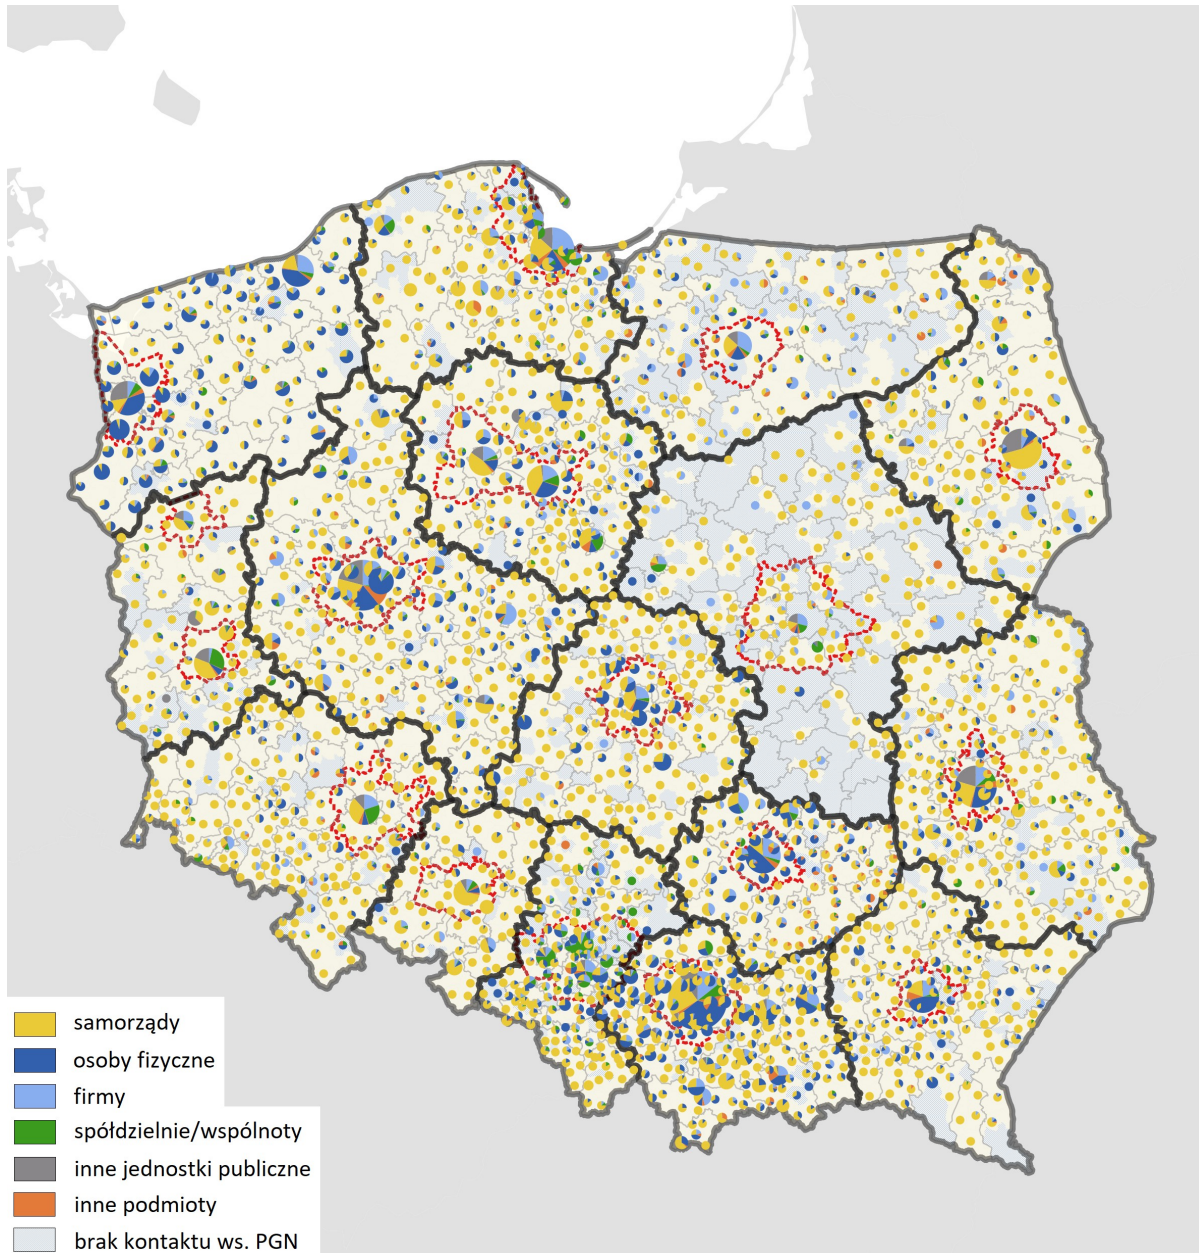 samorządy
osoby fizyczne
firmy
spółdzielnie/wspólnoty
inne jednostki publiczne
inne podmioty
brak kontaktu ws. PGN